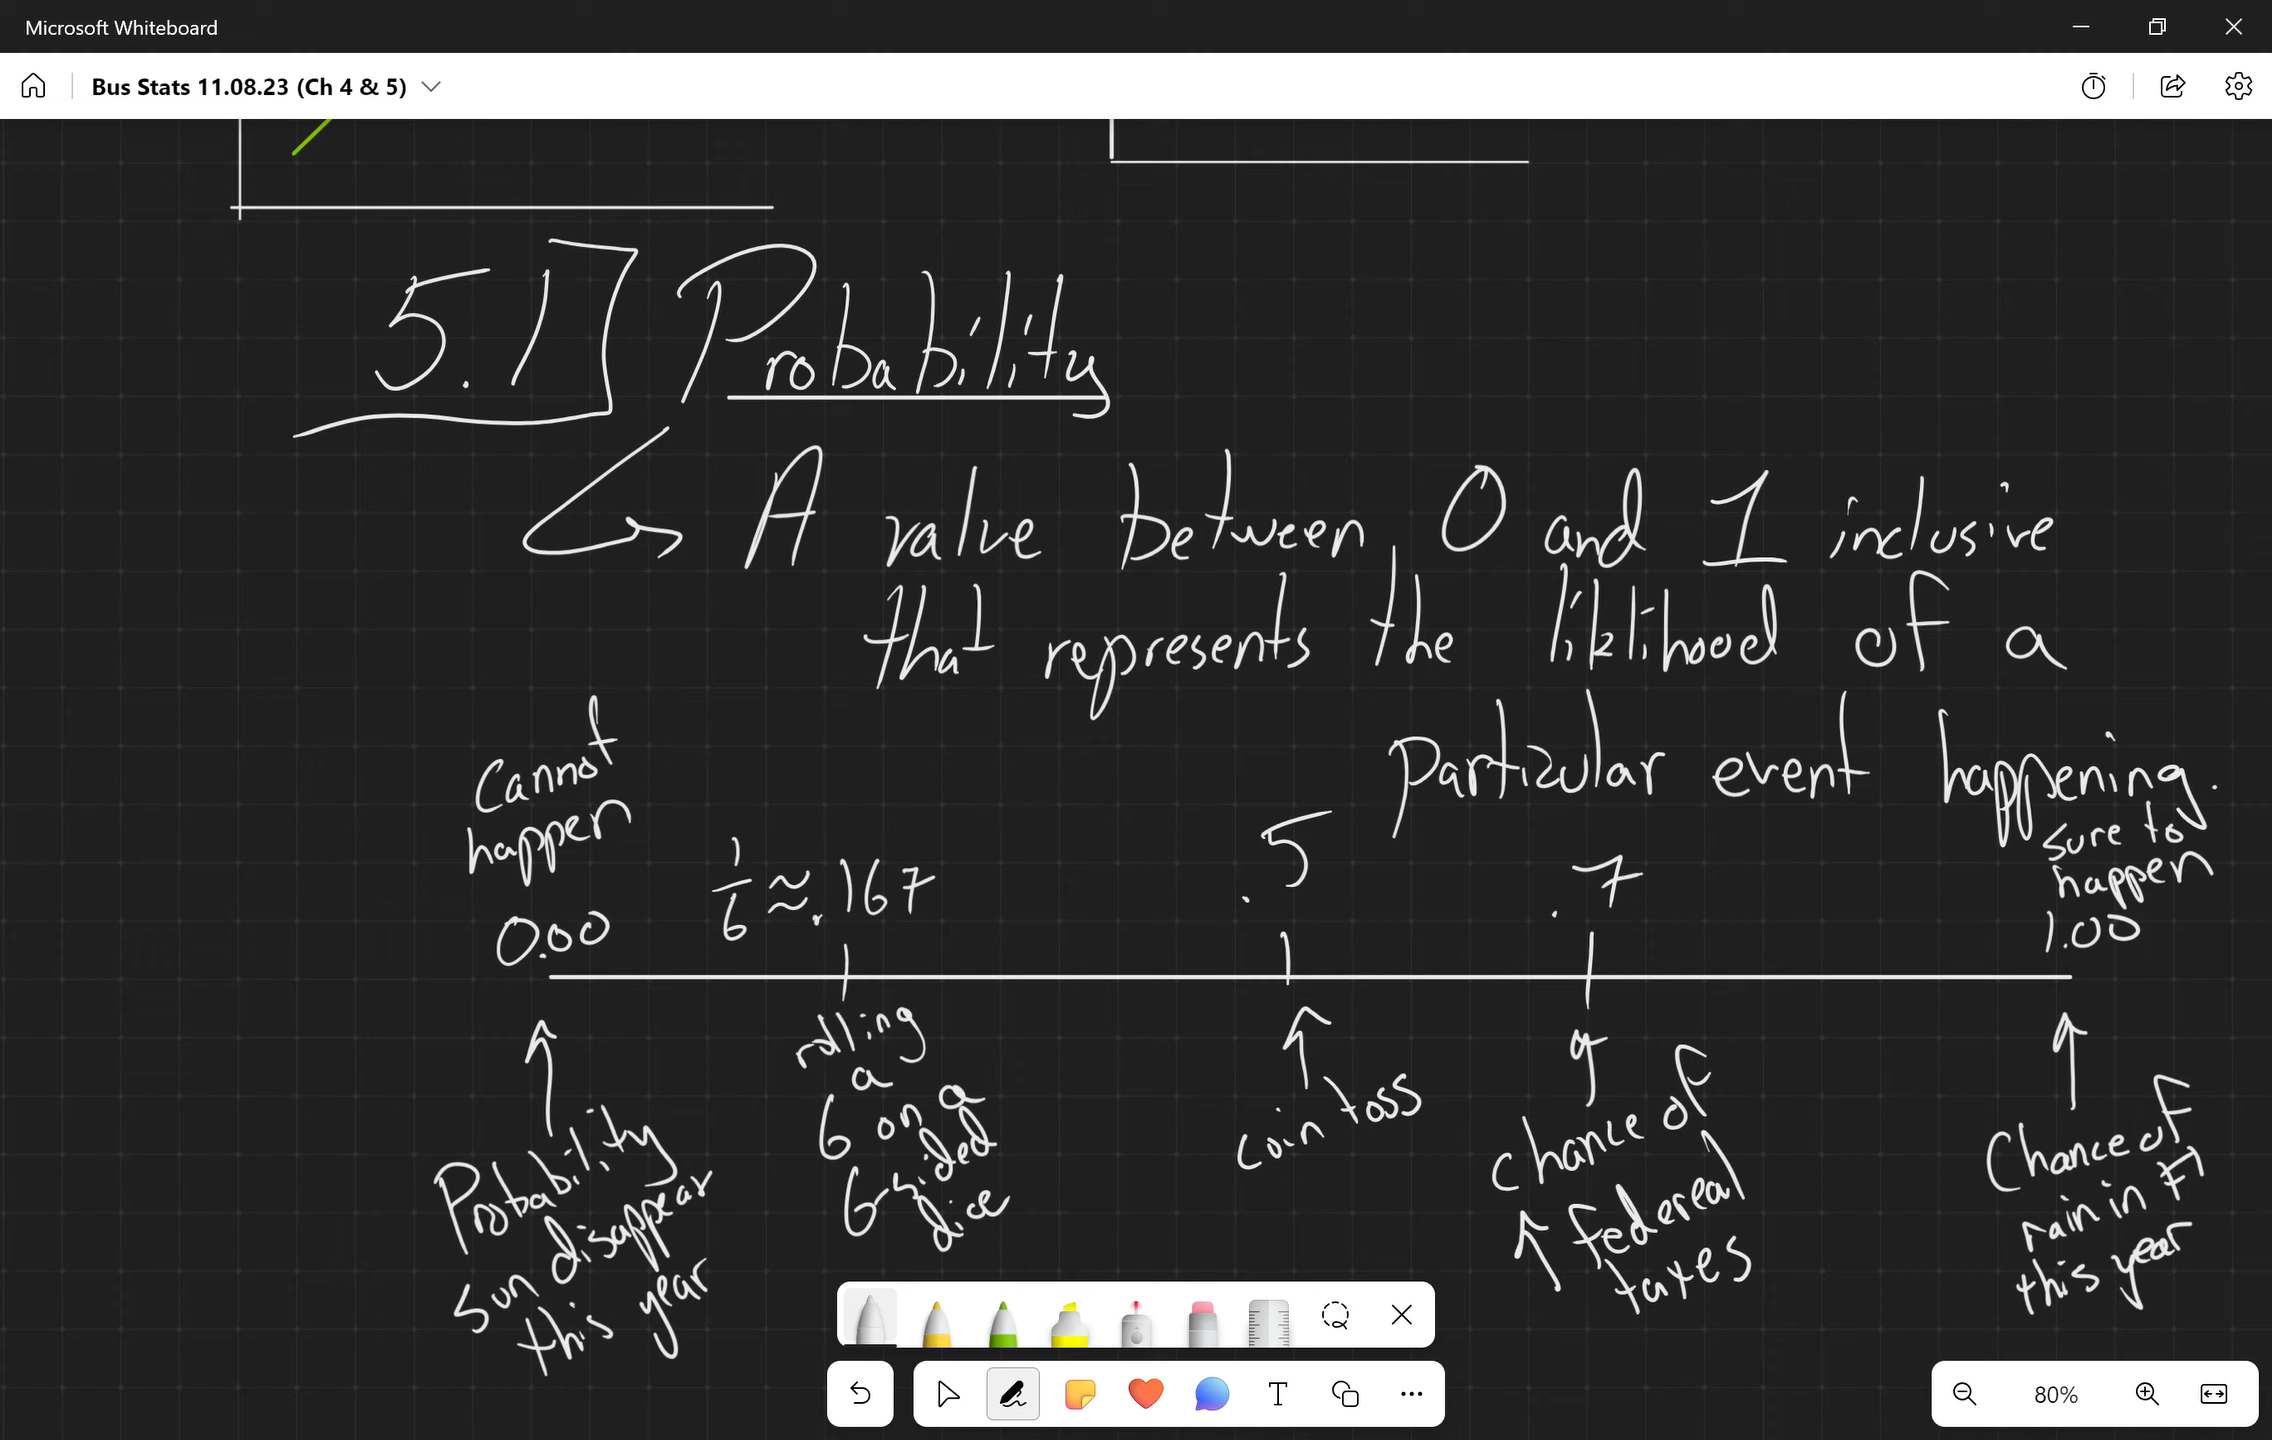 Microsoft Whiteboard
Bus Stats 11.08.23 (Ch 4 & 5)
5.1 Probability
A value between 0 and 1 inclusive
that represents the liklihood of a
Particular event happening.
Cannot
happen
0.00
1/6 ≈ .167
.5
.7
sure to
happen
1.00
Probability
sun disappear
this year
rolling
a
6 on a
6-sided
dice
coin toss
Chance of
↑ federeal
taxes
Chance of
rain in Fl
this year
80%